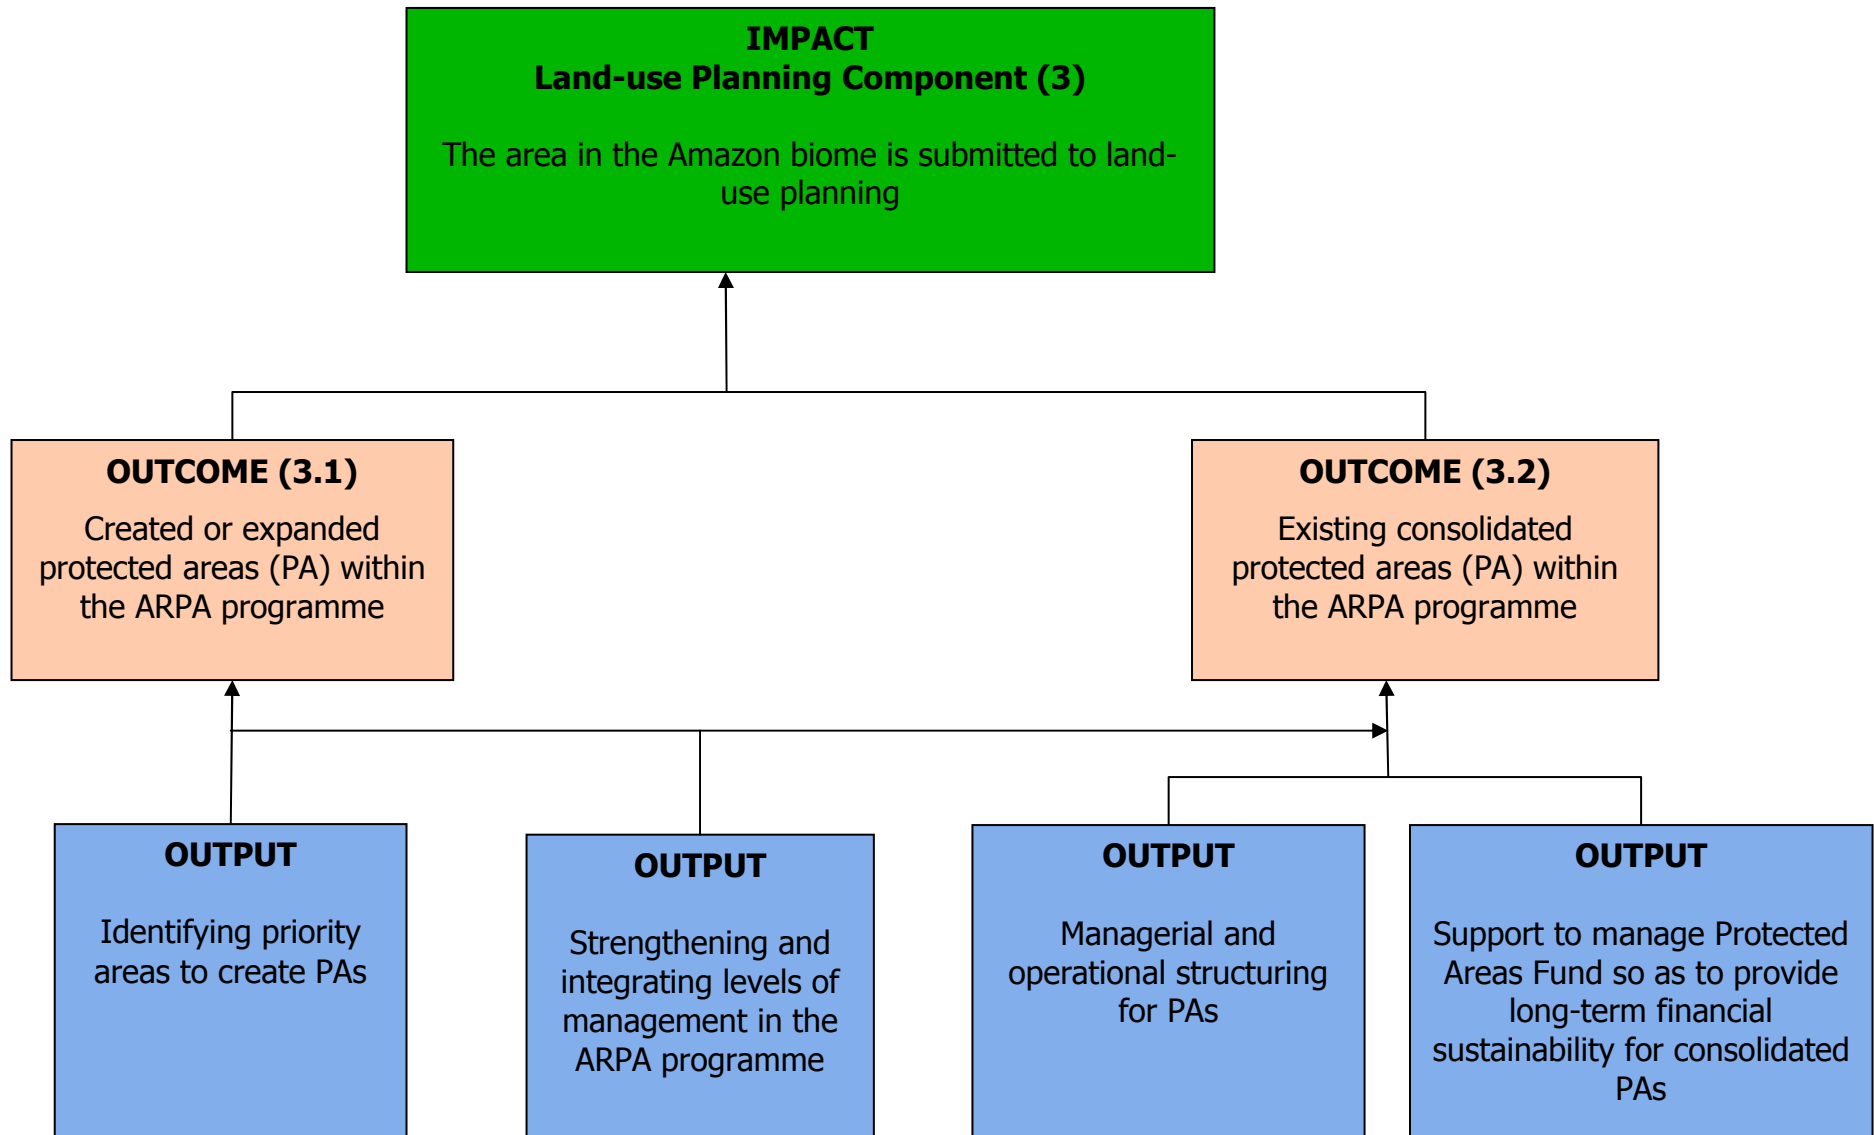 IMPACT
Land-use Planning Component (3)
The area in the Amazon biome is submitted to land-
use planning
OUTCOME (3.1)
Created or expanded
protected areas (PA) within
the ARPA programme
OUTCOME (3.2)
Existing consolidated
protected areas (PA) within
the ARPA programme
OUTPUT
Identifying priority
areas to create PAs
OUTPUT
Strengthening and
integrating levels of
management in the
ARPA programme
OUTPUT
Managerial and
operational structuring
for PAs
OUTPUT
Support to manage Protected
Areas Fund so as to provide
long-term financial
sustainability for consolidated
PAs